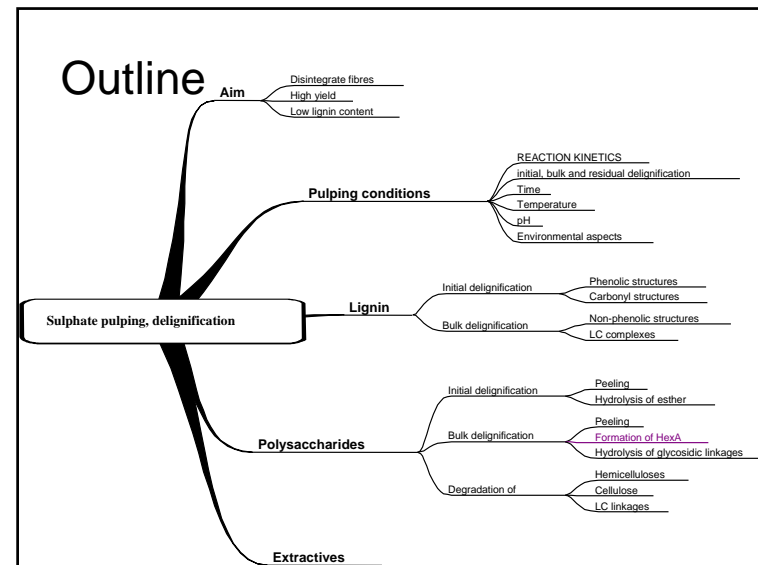 Outline
Aim
Disintegrate fibres
High yield
Low lignin content
Pulping conditions
REACTION KINETICS
initial, bulk and residual delignification
Time
Temperature
pH
Environmental aspects
Sulphate pulping, delignification
Lignin
Initial delignification
Phenolic structures
Carbonyl structures
Bulk delignification
Non-phenolic structures
LC complexes
Polysaccharides
Initial delignification
Peeling
Hydrolysis of esther
Bulk delignification
Peeling
Formation of HexA
Hydrolysis of glycosidic linkages
Degradation of
Hemicelluloses
Cellulose
LC linkages
Extractives